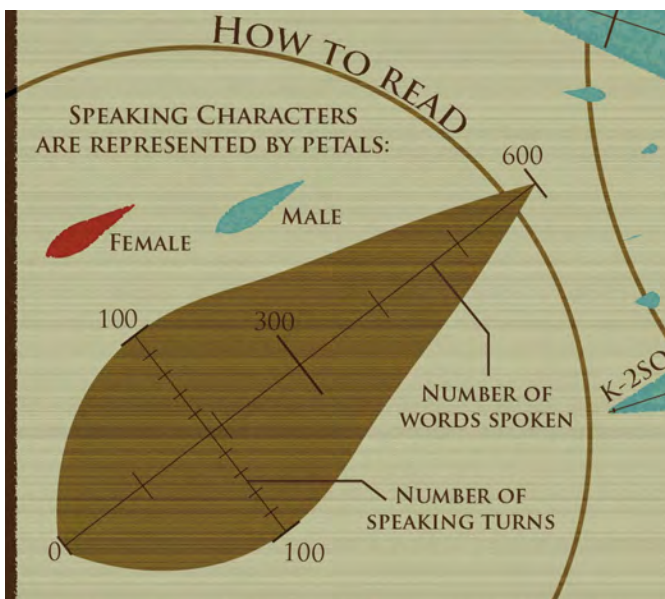 HOW TO READ
SPEAKING CHARACTERS
ARE REPRESENTED BY PETALS:
600
FEMALE
MALE
100
300
K-2SO
NUMBER OF
WORDS SPOKEN
NUMBER OF
SPEAKING TURNS
0
100